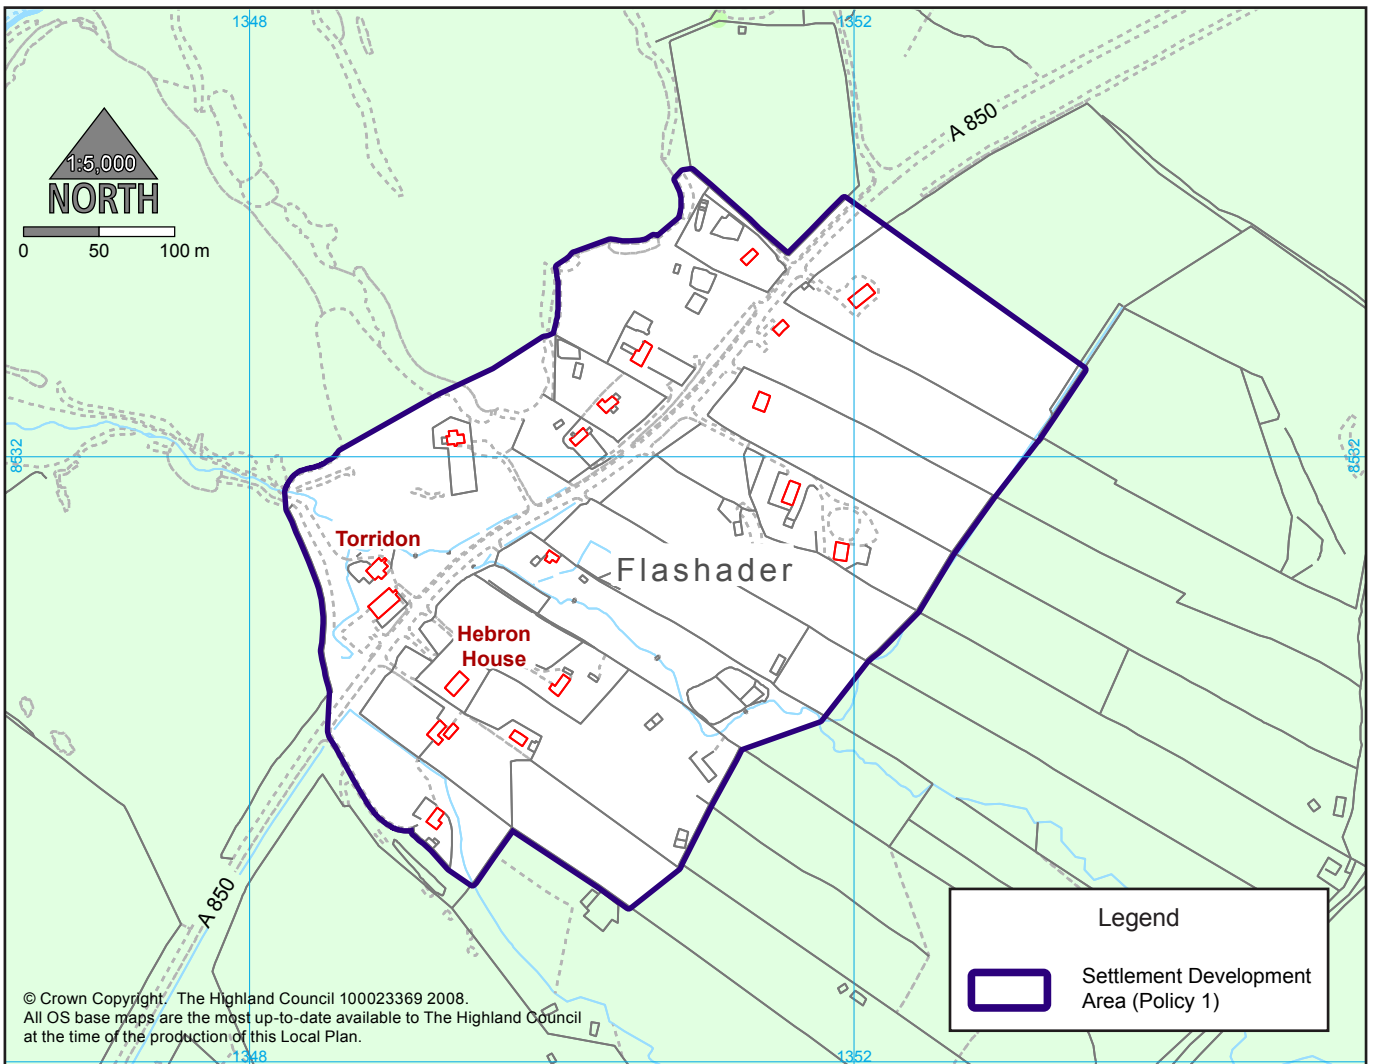 1348
1352
A 850
1:5,000
NORTH
0 50 100 m
8532
8532
Torridon
Flashader
Hebron
House
A 850
Legend
Settlement Development
Area (Policy 1)
© Crown Copyright. The Highland Council 100023369 2008.
All OS base maps are the most up-to-date available to The Highland Council
at the time of the production of this Local Plan.
1348
1352